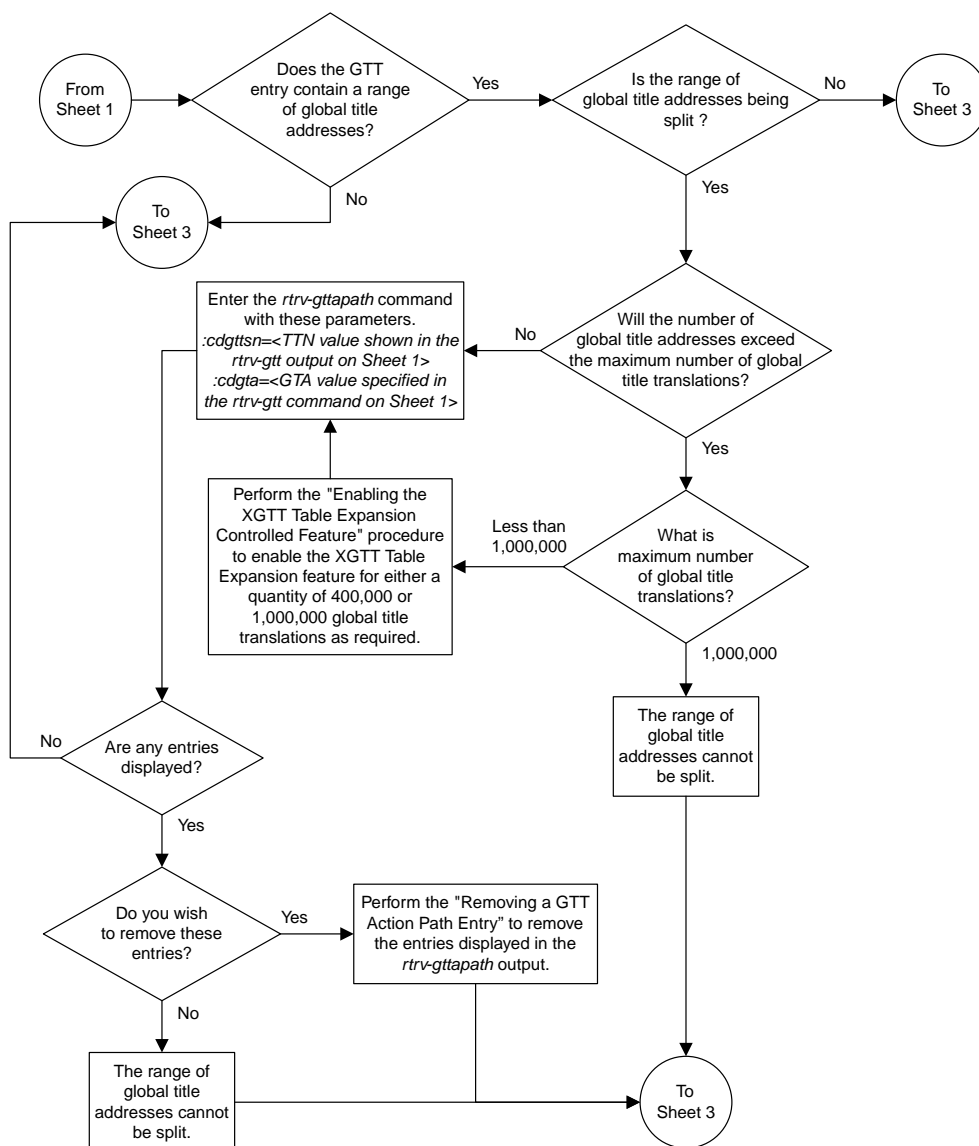 From
Sheet 1
Does the GTT
entry contain a range
of global title
addresses?
Yes
Is the range of
global title addresses being
split ?
No
To
Sheet 3
No
To
Sheet 3
Yes
Enter the rtrv-gttapath command
with these parameters.
:cdgttsn=<TTN value shown in the
rtrv-gtt output on Sheet 1>
:cdgta=<GTA value specified in
the rtrv-gtt command on Sheet 1>
No
Will the number of
global title addresses exceed
the maximum number of global
title translations?
Yes
Perform the "Enabling the
XGTT Table Expansion
Controlled Feature" procedure
to enable the XGTT Table
Expansion feature for either a
quantity of 400,000 or
1,000,000 global title
translations as required.
Less than
1,000,000
What is
maximum number
of global title
translations?
1,000,000
The range of
global title
addresses cannot
be split.
No
Are any entries
displayed?
Yes
Do you wish
to remove these
entries?
Yes
Perform the "Removing a GTT
Action Path Entry” to remove
the entries displayed in the
rtrv-gttapath output.
No
The range of
global title
addresses cannot
be split.
To
Sheet 3